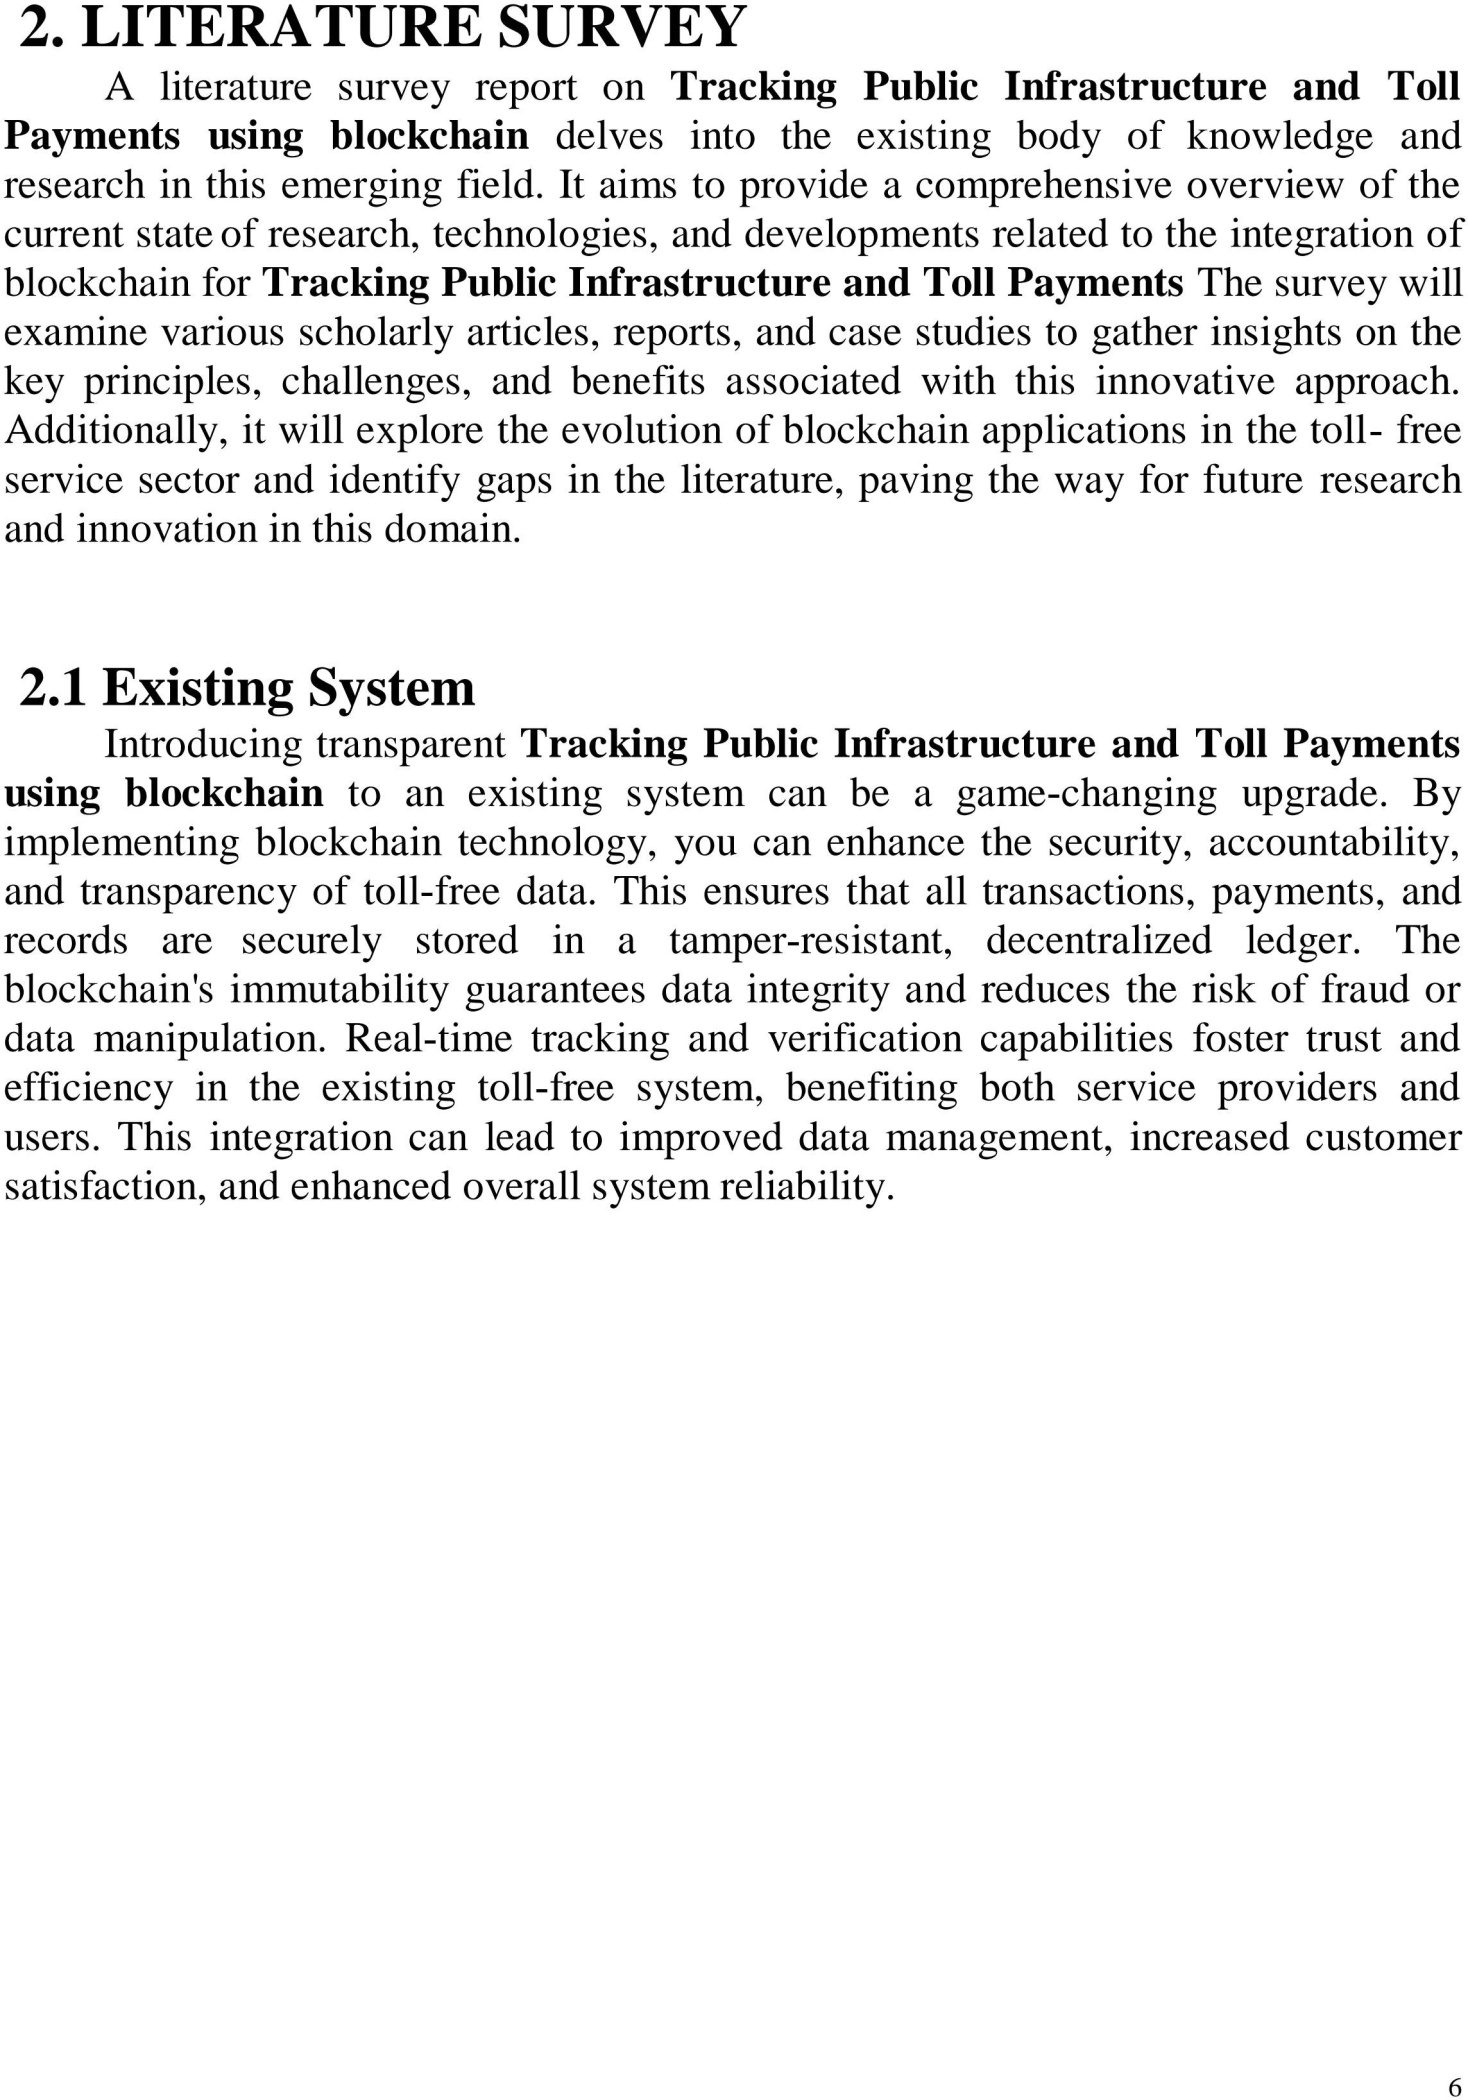 2. LITERATURE SURVEY
A literature survey report on Tracking Public Infrastructure and Toll
Payments using blockchain delves into the existing body of knowledge and
research in this emerging field. It aims to provide a comprehensive overview of the
current state of research, technologies, and developments related to the integration of
blockchain for Tracking Public Infrastructure and Toll Payments The survey will
examine various scholarly articles, reports, and case studies to gather insights on the
key principles, challenges, and benefits associated with this innovative approach.
Additionally, it will explore the evolution of blockchain applications in the toll- free
service sector and identify gaps in the literature, paving the way for future research
and innovation in this domain.
2.1 Existing System
Introducing transparent Tracking Public Infrastructure and Toll Payments
using blockchain to an existing system can be a game-changing upgrade. By
implementing blockchain technology, you can enhance the security, accountability,
and transparency of toll-free data. This ensures that all transactions, payments, and
records are securely stored in a tamper-resistant, decentralized ledger. The
blockchain's immutability guarantees data integrity and reduces the risk of fraud or
data manipulation. Real-time tracking and verification capabilities foster trust and
efficiency in the existing toll-free system, benefiting both service providers and
users. This integration can lead to improved data management, increased customer
satisfaction, and enhanced overall system reliability.
6